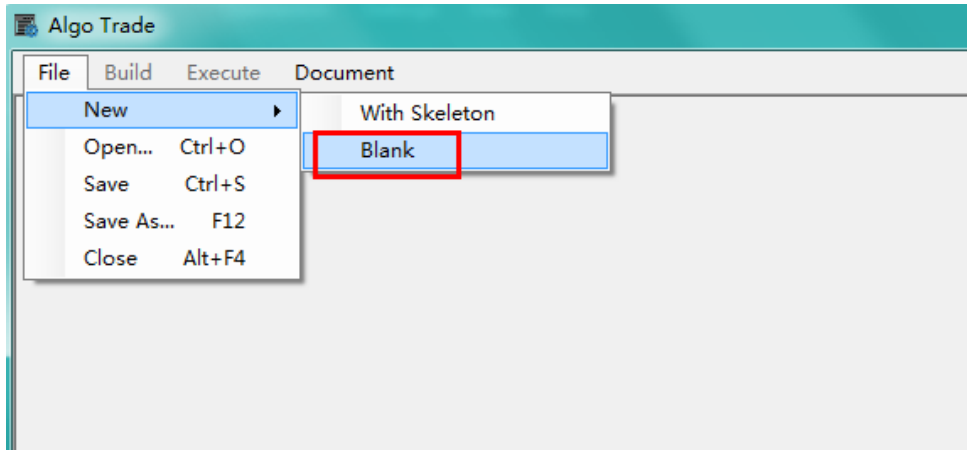 Algo Trade
File Build Execute Document
New With Skeleton
Open... Ctrl+O Blank
Save Ctrl+S
Save As... F12
Close Alt+F4